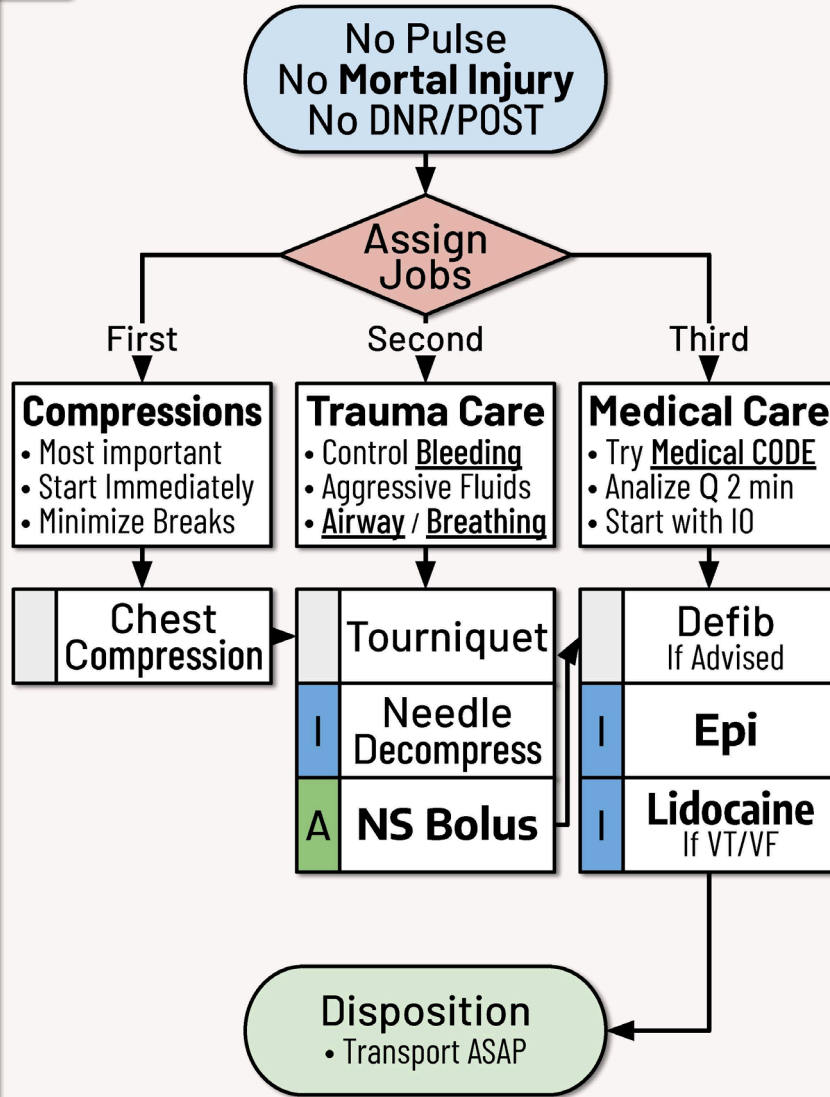 No Pulse
No Mortal Injury
No DNR/POST
Assign
Jobs
First
Second
Third
Compressions
• Most important
• Start Immediately
• Minimize Breaks
Trauma Care
• Control Bleeding
• Aggressive Fluids
• Airway / Breathing
Medical Care
• Try Medical CODE
• Analize Q 2 min
• Start with IO
Chest
Compression
Tourniquet
I
Needle
Decompress
A
NS Bolus
Defib
If Advised
I
Epi
I
Lidocaine
If VT/VF
Disposition
• Transport ASAP